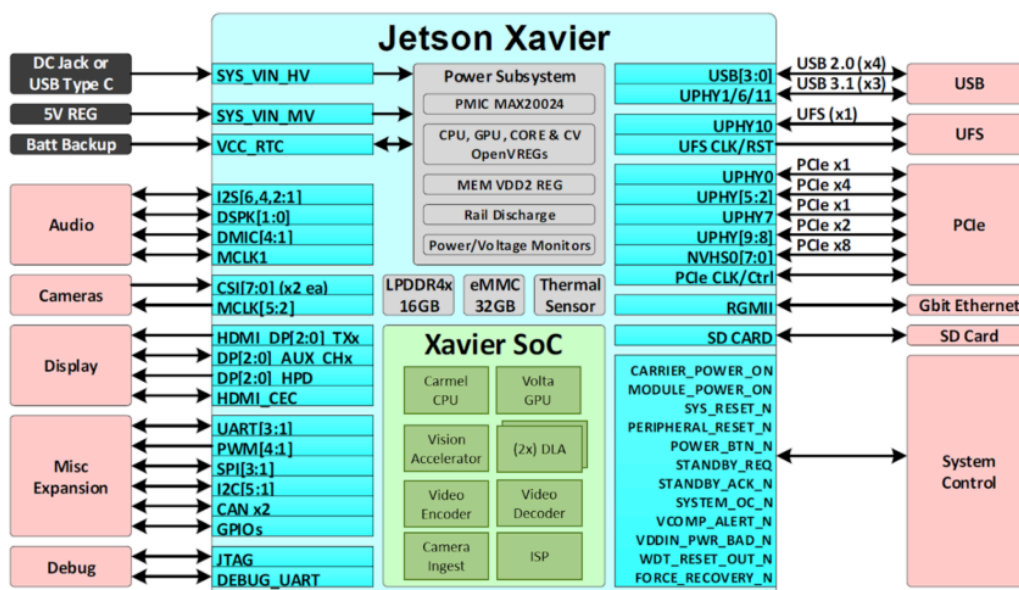 Jetson Xavier
DC Jack or
USB Type C
5V REG
Batt Backup
SYS_VIN_HV
SYS_VIN_MV
VCC_RTC
Audio
I2S[6,4,2:1]
DSPK[1:0]
DMIC[4:1]
MCLK1
Cameras
CSI[7:0] (x2 ea)
MCLK[5:2]
Display
HDMI_DP[2:0]_TXx
DP[2:0]_AUX_CHx
DP[2:0]_HPD
HDMI_CEC
Misc
Expansion
UART[3:1]
PWM[4:1]
SPI[3:1]
I2C[5:1]
CAN x2
GPIOs
Debug
JTAG
DEBUG_UART
Power Subsystem
PMIC MAX20024
CPU, GPU, CORE & CV
OpenVREGs
MEM VDD2 REG
Rail Discharge
Power/Voltage Monitors
LPDDR4x
16GB
eMMC
32GB
Thermal
Sensor
Xavier SoC
Carmel
CPU
Volta
GPU
Vision
Accelerator
(2x) DLA
Video
Encoder
Video
Decoder
Camera
Ingest
ISP
USB[3:0]
UPHY1/6/11
UPHY10
UFS CLK/RST
UPHY0
UPHY[5:2]
UPHY7
UPHY[9:8]
NVHS0[7:0]
PCIe CLK/Ctrl
RGMII
SD CARD
CARRIER_POWER_ON
MODULE_POWER_ON
SYS_RESET_N
PERIPHERAL_RESET_N
POWER_BTN_N
STANDBY_REQ
STANDBY_ACK_N
SYSTEM_OC_N
VCOMP_ALERT_N
VDDIN_PWR_BAD_N
WDT_RESET_OUT_N
FORCE_RECOVERY_N
USB 2.0 (x4)
USB 3.1 (x3)
UFS (x1)
PCIe x1
PCIe x4
PCIe x1
PCIe x2
PCIe x8
USB
UFS
PCIe
Gbit Ethernet
SD Card
System
Control